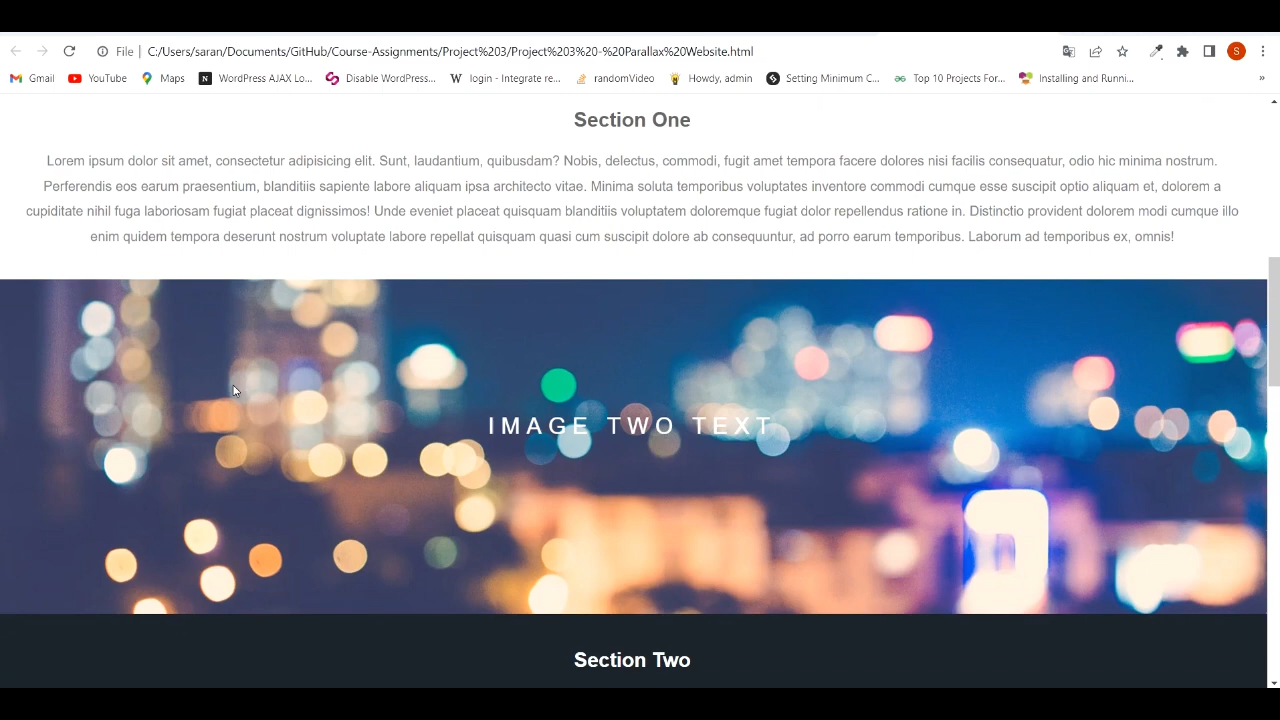 File | C:/Users/saran/Documents/GitHub/Course-Assignments/Project%203/Project%203%20-%20Parallax%20Website.html
S
Gmail YouTube Maps N WordPress AJAX Lo... Disable WordPress... W login - Integrate re... randomVideo Howdy, admin Setting Minimum C... Top 10 Projects For... Installing and Runni... »
Section One
Lorem ipsum dolor sit amet, consectetur adipisicing elit. Sunt, laudantium, quibusdam? Nobis, delectus, commodi, fugit amet tempora facere dolores nisi facilis consequatur, odio hic minima nostrum.
Perferendis eos earum praesentium, blanditiis sapiente labore aliquam ipsa architecto vitae. Minima soluta temporibus voluptates inventore commodi cumque esse suscipit optio aliquam et, dolorem a
cupiditate nihil fuga laboriosam fugiat placeat dignissimos! Unde eveniet placeat quisquam blanditiis voluptatem doloremque fugiat dolor repellendus ratione in. Distinctio provident dolorem modi cumque illo
enim quidem tempora deserunt nostrum voluptate labore repellat quisquam quasi cum suscipit dolore ab consequuntur, ad porro earum temporibus. Laborum ad temporibus ex, omnis!
IMAGE TWO TEXT
Section Two